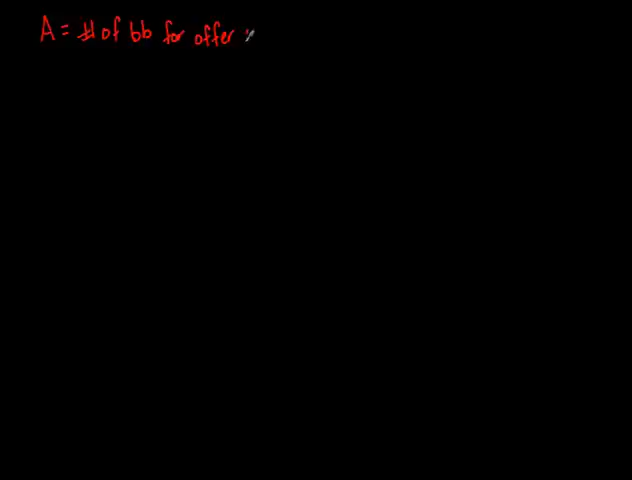 A = # of bb for offer